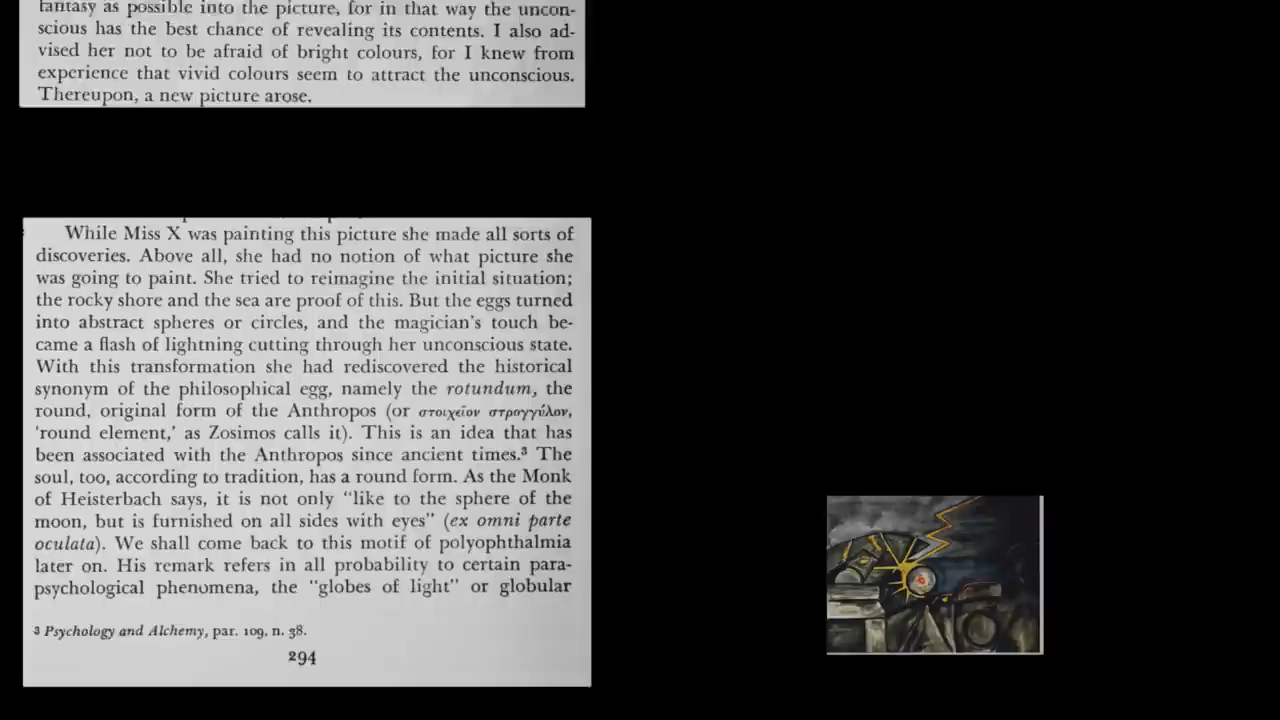 fantasy as possible into the picture, for in that way the uncon-
scious has the best chance of revealing its contents. I also ad-
vised her not to be afraid of bright colours, for I knew from
experience that vivid colours seem to attract the unconscious.
Thereupon, a new picture arose.
While Miss X was painting this picture she made all sorts of
discoveries. Above all, she had no notion of what picture she
was going to paint. She tried to reimagine the initial situation;
the rocky shore and the sea are proof of this. But the eggs turned
into abstract spheres or circles, and the magician's touch be-
came a flash of lightning cutting through her unconscious state.
With this transformation she had rediscovered the historical
synonym of the philosophical egg, namely the rotundum, the
round, original form of the Anthropos (or στοιχεῖον στρογγύλον,
'round element,' as Zosimos calls it). This is an idea that has
been associated with the Anthropos since ancient times.³ The
soul, too, according to tradition, has a round form. As the Monk
of Heisterbach says, it is not only "like to the sphere of the
moon, but is furnished on all sides with eyes" (ex omni parte
oculata). We shall come back to this motif of polyophthalmia
later on. His remark refers in all probability to certain para-
psychological phenomena, the "globes of light" or globular
³ Psychology and Alchemy, par. 109, n. 38.
294